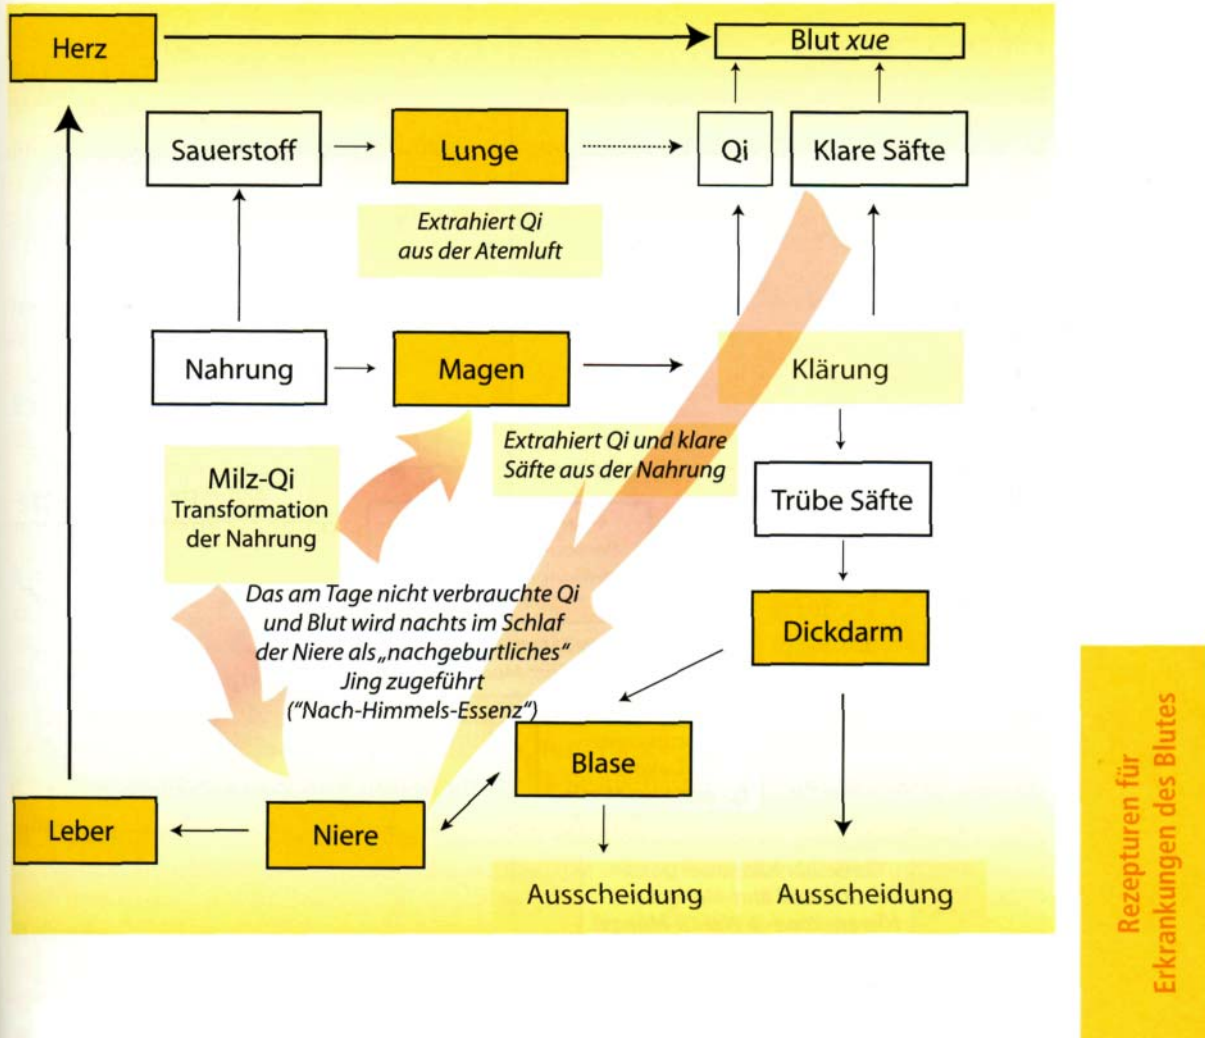 Herz
Blut xue
Sauerstoff
Lunge
Qi
Klare Säfte
Extrahiert Qi
aus der Atemluft
Nahrung
Magen
Klärung
Extrahiert Qi und klare
Säfte aus der Nahrung
Milz-Qi
Transformation
der Nahrung
Trübe Säfte
Das am Tage nicht verbrauchte Qi
und Blut wird nachts im Schlaf
der Niere als „nachgeburtliches“
Jing zugeführt
(“Nach-Himmels-Essenz“)
Dickdarm
Blase
Leber
Niere
Ausscheidung
Ausscheidung
Rezepturen für
Erkrankungen des Blutes